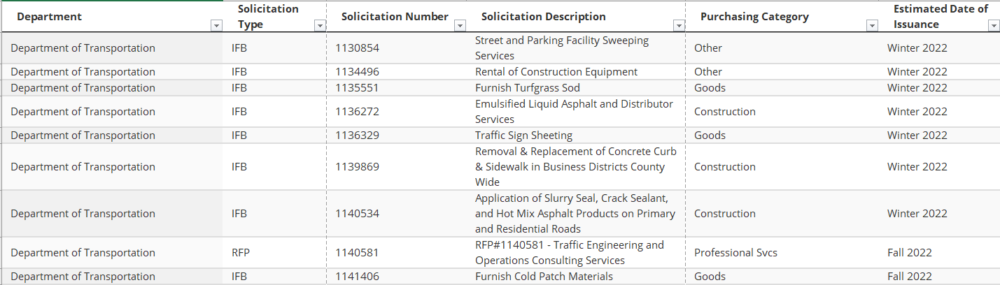 Department Solicitation Type Solicitation Number Solicitation Description Purchasing Category Estimated Date of Issuance
Department of Transportation IFB 1130854 Street and Parking Facility Sweeping Services Other Winter 2022
Department of Transportation IFB 1134496 Rental of Construction Equipment Other Winter 2022
Department of Transportation IFB 1135551 Furnish Turfgrass Sod Goods Winter 2022
Department of Transportation IFB 1136272 Emulsified Liquid Asphalt and Distributor Services Construction Winter 2022
Department of Transportation IFB 1136329 Traffic Sign Sheeting Goods Winter 2022
Department of Transportation IFB 1139869 Removal & Replacement of Concrete Curb & Sidewalk in Business Districts County Wide Construction Winter 2022
Department of Transportation IFB 1140534 Application of Slurry Seal, Crack Sealant, and Hot Mix Asphalt Products on Primary and Residential Roads Construction Winter 2022
Department of Transportation RFP 1140581 RFP#1140581 - Traffic Engineering and Operations Consulting Services Professional Svcs Fall 2022
Department of Transportation IFB 1141406 Furnish Cold Patch Materials Goods Fall 2022